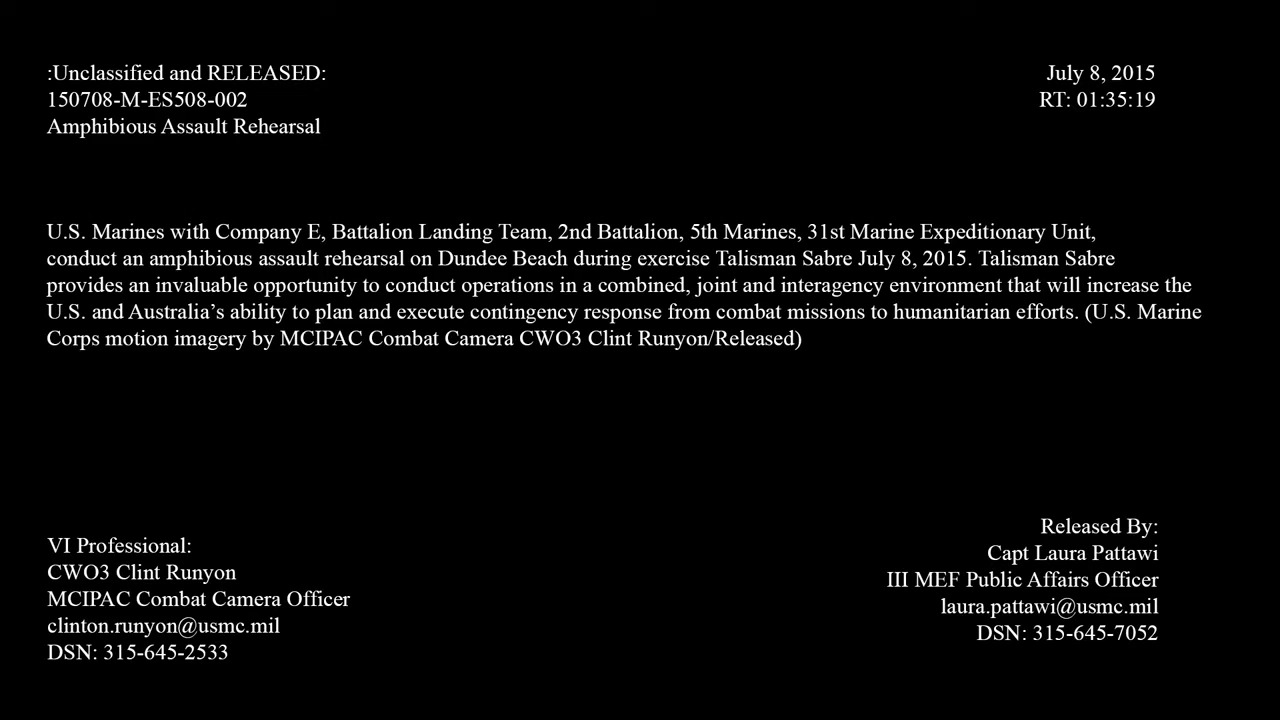 :Unclassified and RELEASED:
150708-M-ES508-002
Amphibious Assault Rehearsal
July 8, 2015
RT: 01:35:19
U.S. Marines with Company E, Battalion Landing Team, 2nd Battalion, 5th Marines, 31st Marine Expeditionary Unit,
conduct an amphibious assault rehearsal on Dundee Beach during exercise Talisman Sabre July 8, 2015. Talisman Sabre
provides an invaluable opportunity to conduct operations in a combined, joint and interagency environment that will increase the
U.S. and Australia’s ability to plan and execute contingency response from combat missions to humanitarian efforts. (U.S. Marine
Corps motion imagery by MCIPAC Combat Camera CWO3 Clint Runyon/Released)
VI Professional:
CWO3 Clint Runyon
MCIPAC Combat Camera Officer
clinton.runyon@usmc.mil
DSN: 315-645-2533
Released By:
Capt Laura Pattawi
III MEF Public Affairs Officer
laura.pattawi@usmc.mil
DSN: 315-645-7052